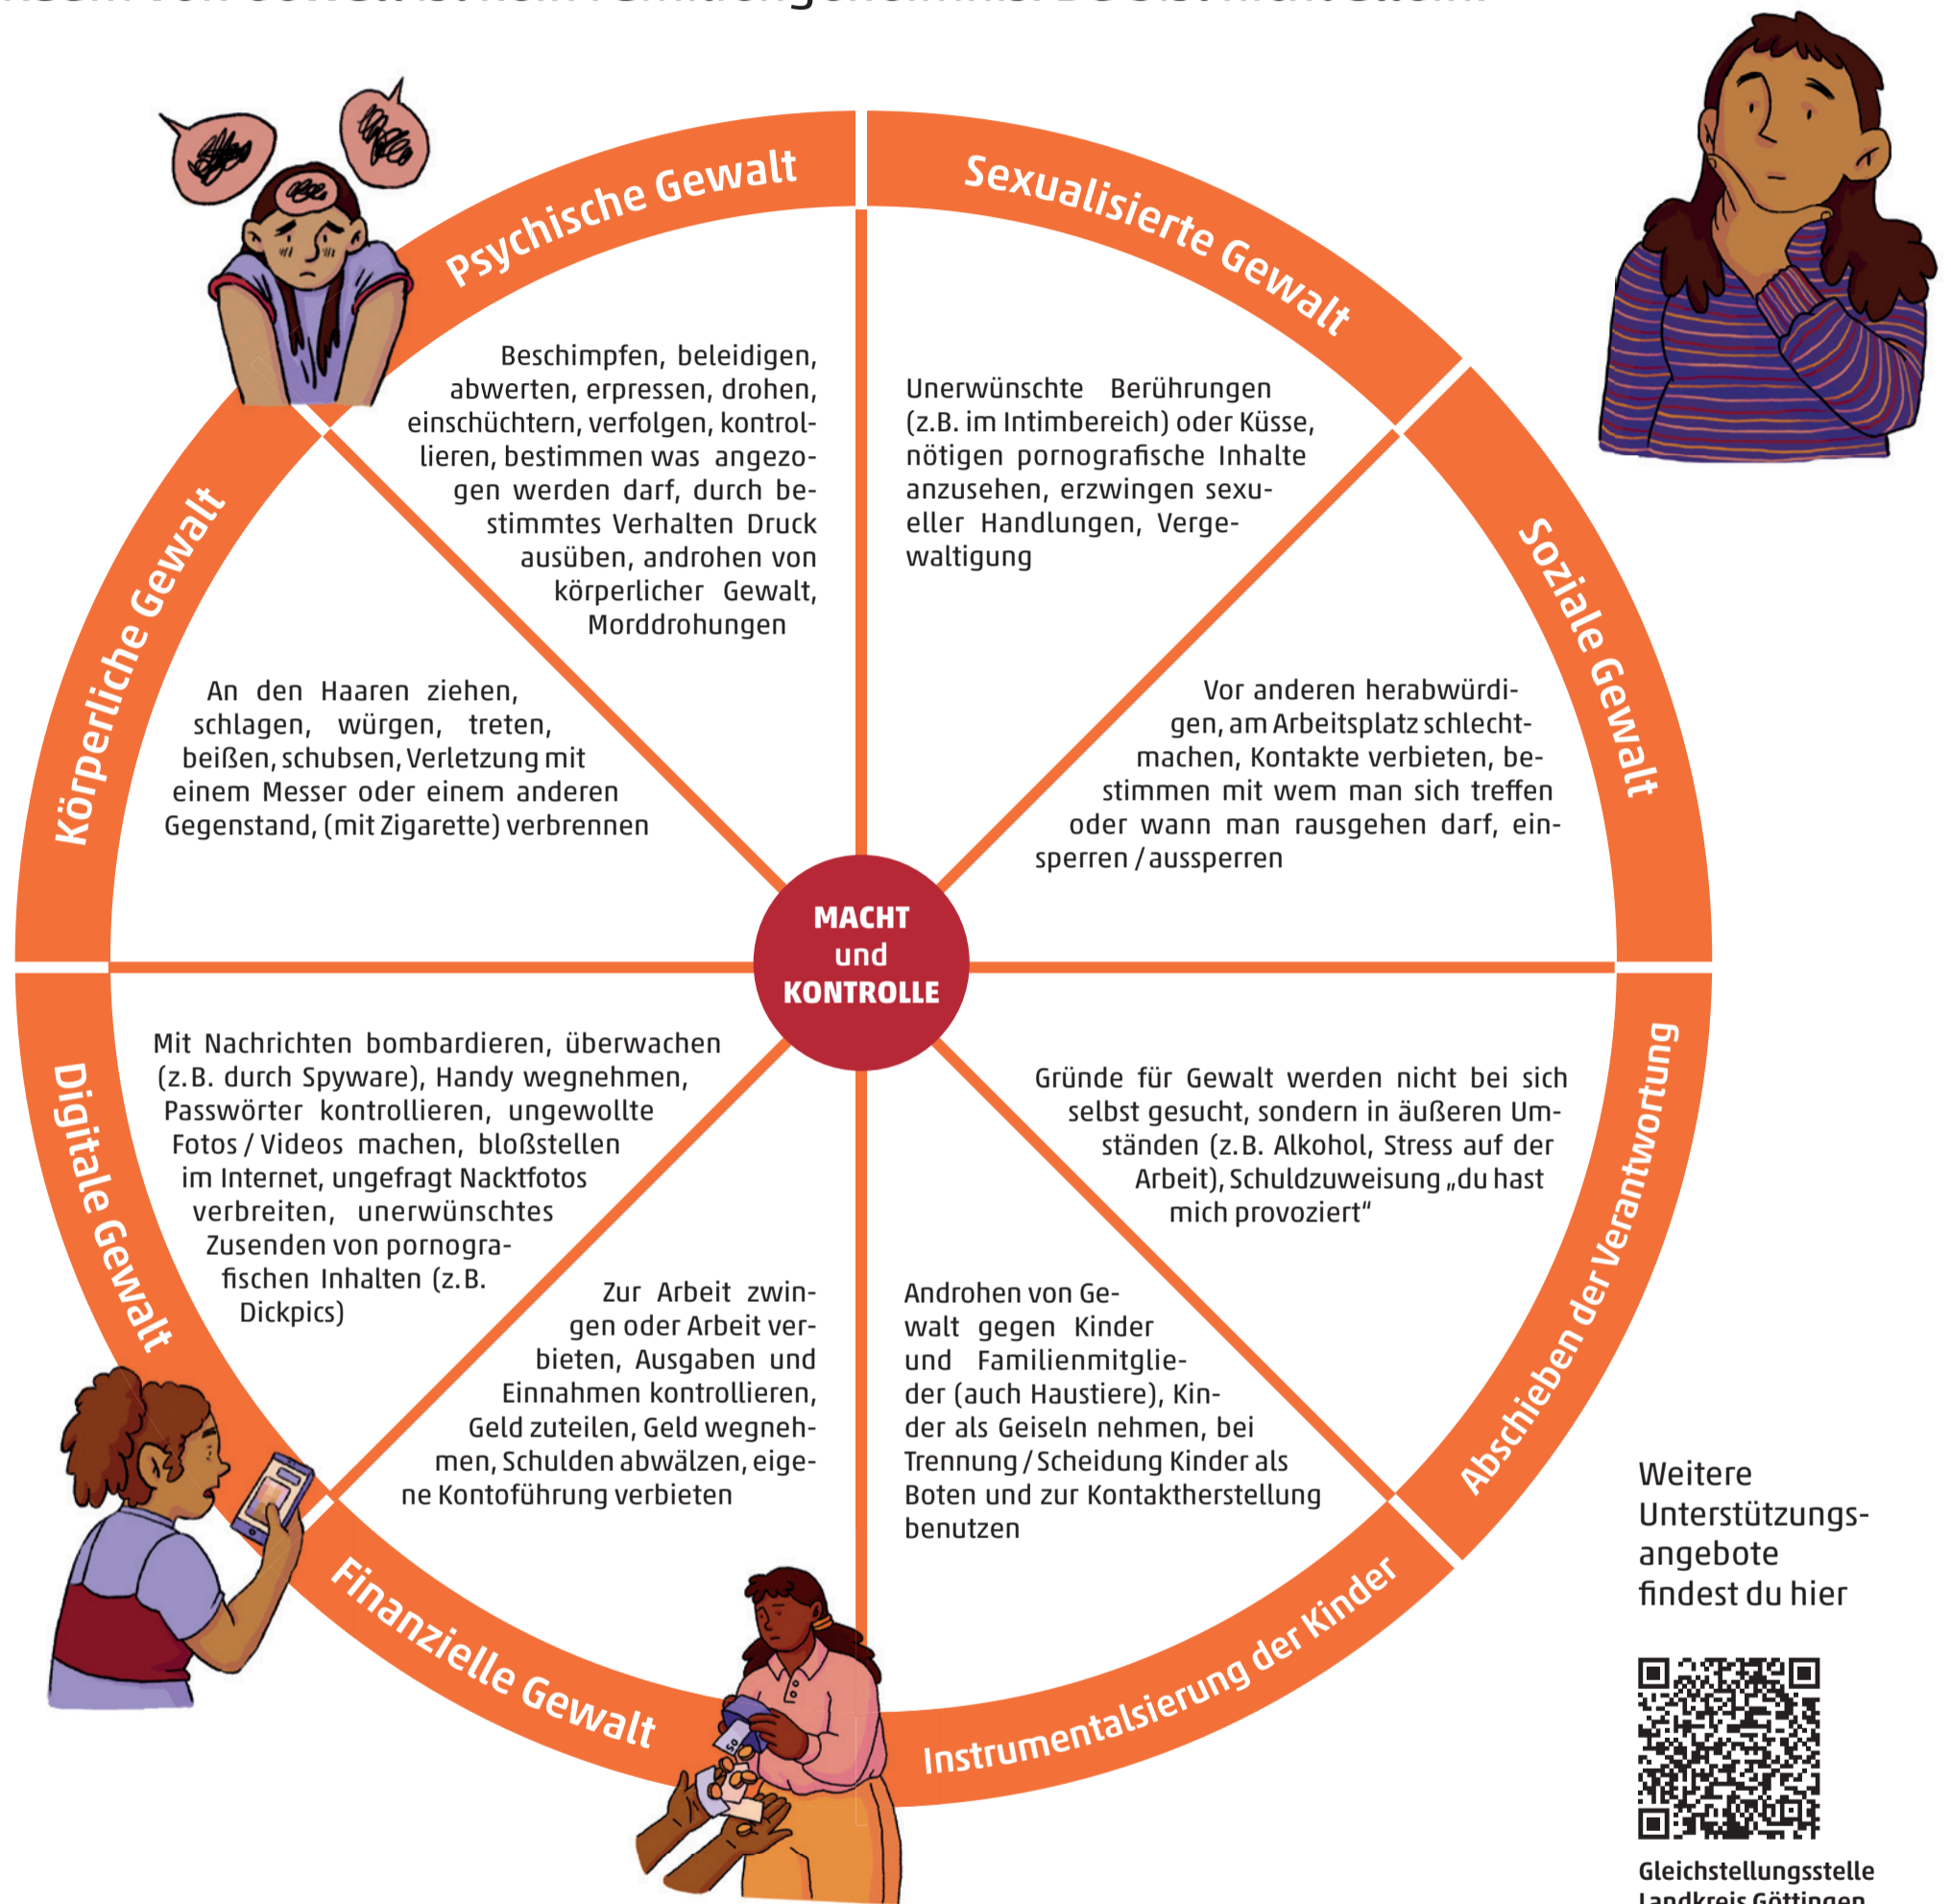 Psychische Gewalt
Beschimpfen, beleidigen,
abwerten, erpressen, drohen,
einschüchtern, verfolgen, kontrol-
lieren, bestimmen was angezo-
gen werden darf, durch be-
stimmtes Verhalten Druck
ausüben, androhen von
körperlicher Gewalt,
Morddrohungen
Sexualisierte Gewalt
Unerwünschte Berührungen
(z.B. im Intimbereich) oder Küsse,
nötigen pornografische Inhalte
anzusehen, erzwingen sexu-
eller Handlungen, Verge-
waltigung
Soziale Gewalt
Vor anderen herabwürdi-
gen, am Arbeitsplatz schlecht-
machen, Kontakte verbieten, be-
stimmen mit wem man sich treffen
oder wann man rausgehen darf, ein-
sperren / aussperren
Körperliche Gewalt
An den Haaren ziehen,
schlagen, würgen, treten,
beißen, schubsen, Verletzung mit
einem Messer oder einem anderen
Gegenstand, (mit Zigarette) verbrennen
MACHT
und
KONTROLLE
Digitale Gewalt
Mit Nachrichten bombardieren, überwachen
(z.B. durch Spyware), Handy wegnehmen,
Passwörter kontrollieren, ungewollte
Fotos / Videos machen, bloßstellen
im Internet, ungefragt Nacktfotos
verbreiten, unerwünschtes
Zusenden von pornogra-
fischen Inhalten (z.B.
Dickpics)
Abschieben der Verantwortung
Gründe für Gewalt werden nicht bei sich
selbst gesucht, sondern in äußeren Um-
ständen (z.B. Alkohol, Stress auf der
Arbeit), Schuldzuweisung „du hast
mich provoziert“
Finanzielle Gewalt
Zur Arbeit zwin-
gen oder Arbeit ver-
bieten, Ausgaben und
Einnahmen kontrollieren,
Geld zuteilen, Geld wegneh-
men, Schulden abwälzen, eige-
ne Kontoführung verbieten
50
Instrumentalsierung der Kinder
Androhen von Ge-
walt gegen Kinder
und Familienmitglie-
der (auch Haustiere), Kin-
der als Geiseln nehmen, bei
Trennung / Scheidung Kinder als
Boten und zur Kontaktherstellung
benutzen
Weitere
Unterstützungs-
angebote
findest du hier
Gleichstellungsstelle
Landkreis Göttingen